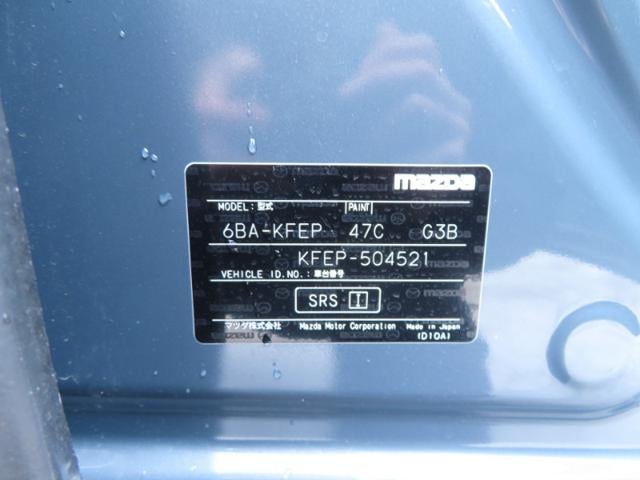 mazda
MODEL: 型式 PAINT
6BA-KFEP 47C G3B
KFEP-504521
VEHICLE ID.NO.: 車台番号
SRS I
マツダ株式会社 Mazda Motor Corporation Made in Japan
(D10A)